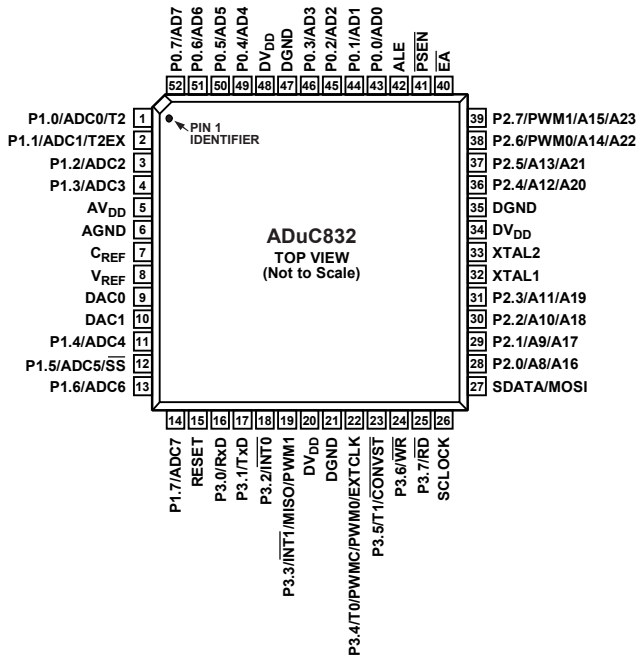 P0.7/AD7
P0.6/AD6
P0.5/AD5
P0.4/AD4
DVDD
DGND
P0.3/AD3
P0.2/AD2
P0.1/AD1
P0.0/AD0
ALE
P̅S̅E̅N̅
E̅A̅
52 51 50 49 48 47 46 45 44 43 42 41 40
P1.0/ADC0/T2 1
P1.1/ADC1/T2EX 2
P1.2/ADC2 3
P1.3/ADC3 4
AVDD 5
AGND 6
CREF 7
VREF 8
DAC0 9
DAC1 10
P1.4/ADC4 11
P1.5/ADC5/S̅S̅ 12
P1.6/ADC6 13
PIN 1
IDENTIFIER
ADuC832
TOP VIEW
(Not to Scale)
39 P2.7/PWM1/A15/A23
38 P2.6/PWM0/A14/A22
37 P2.5/A13/A21
36 P2.4/A12/A20
35 DGND
34 DVDD
33 XTAL2
32 XTAL1
31 P2.3/A11/A19
30 P2.2/A10/A18
29 P2.1/A9/A17
28 P2.0/A8/A16
27 SDATA/MOSI
14 15 16 17 18 19 20 21 22 23 24 25 26
P1.7/ADC7
RESET
P3.0/RxD
P3.1/TxD
P3.2/I̅N̅T̅0̅
P3.3/I̅N̅T̅1̅/MISO/PWM1
DVDD
DGND
P3.4/T0/PWMC/PWM0/EXTCLK
P3.5/T1/C̅O̅N̅V̅S̅T̅
P3.6/W̅R̅
P3.7/R̅D̅
SCLOCK